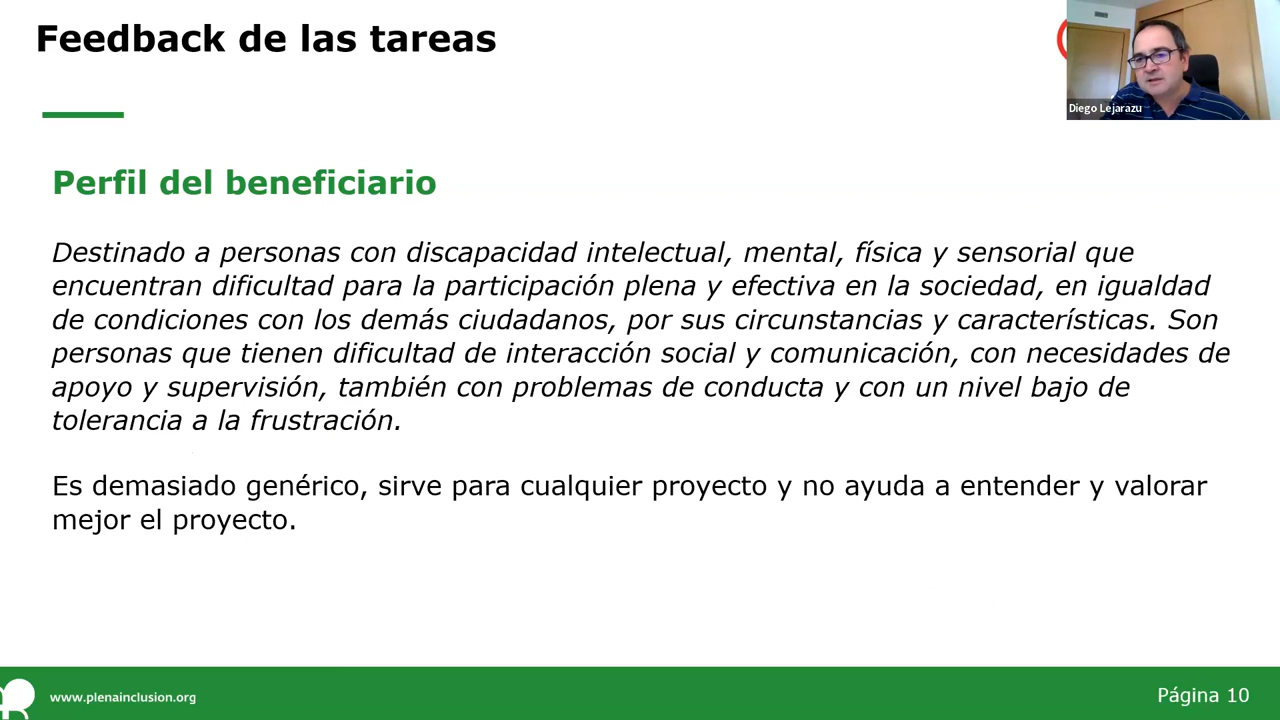 Feedback de las tareas
Diego Lejarazu
Perfil del beneficiario
Destinado a personas con discapacidad intelectual, mental, física y sensorial que
encuentran dificultad para la participación plena y efectiva en la sociedad, en igualdad
de condiciones con los demás ciudadanos, por sus circunstancias y características. Son
personas que tienen dificultad de interacción social y comunicación, con necesidades de
apoyo y supervisión, también con problemas de conducta y con un nivel bajo de
tolerancia a la frustración.
Es demasiado genérico, sirve para cualquier proyecto y no ayuda a entender y valorar
mejor el proyecto.
www.plenainclusion.org
Página 10